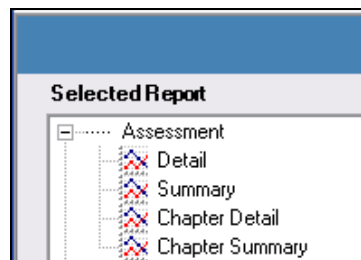 Selected Report
Assessment
Detail
Summary
Chapter Detail
Chapter Summary